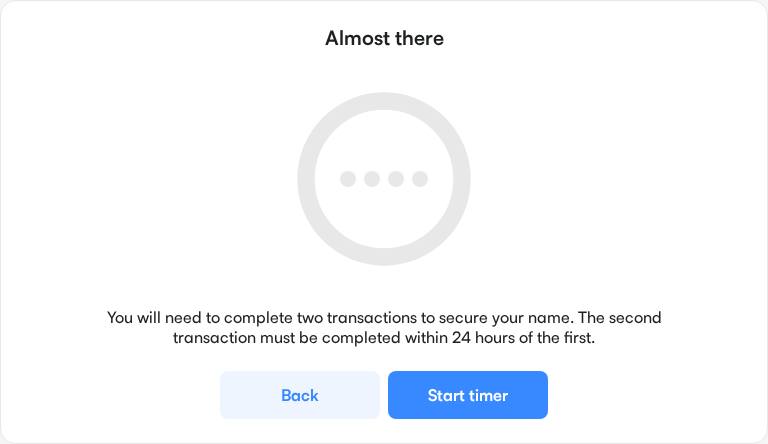 Almost there
You will need to complete two transactions to secure your name. The second
transaction must be completed within 24 hours of the first.
Back
Start timer